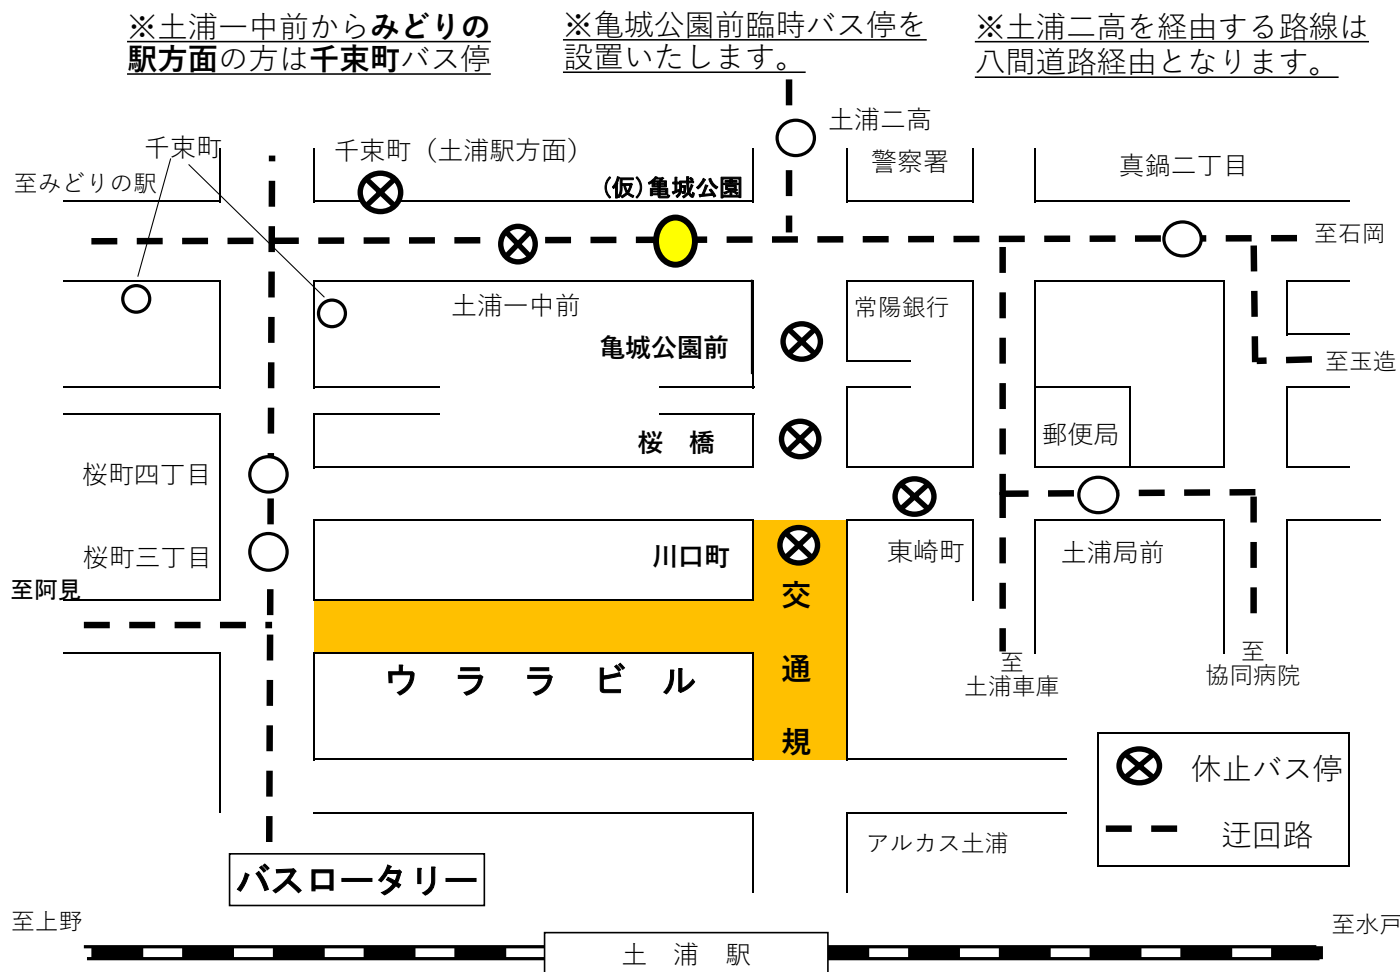 ※土浦一中前からみどりの
駅方面の方は千束町バス停
※亀城公園前臨時バス停を
設置いたします。
※土浦二高を経由する路線は
八間道路経由となります。
土浦二高
千束町
千束町（土浦駅方面）
警察署
真鍋二丁目
至みどりの駅
(仮)亀城公園
至石岡
土浦一中前
常陽銀行
亀城公園前
至玉造
桜　橋
郵便局
桜町四丁目
桜町三丁目
川口町
東崎町
土浦局前
至阿見
交
通
規
ウ ラ ラ ビ ル
至
土浦車庫
至
協同病院
休止バス停
迂回路
アルカス土浦
バスロータリー
至上野
至水戸
土　浦　駅